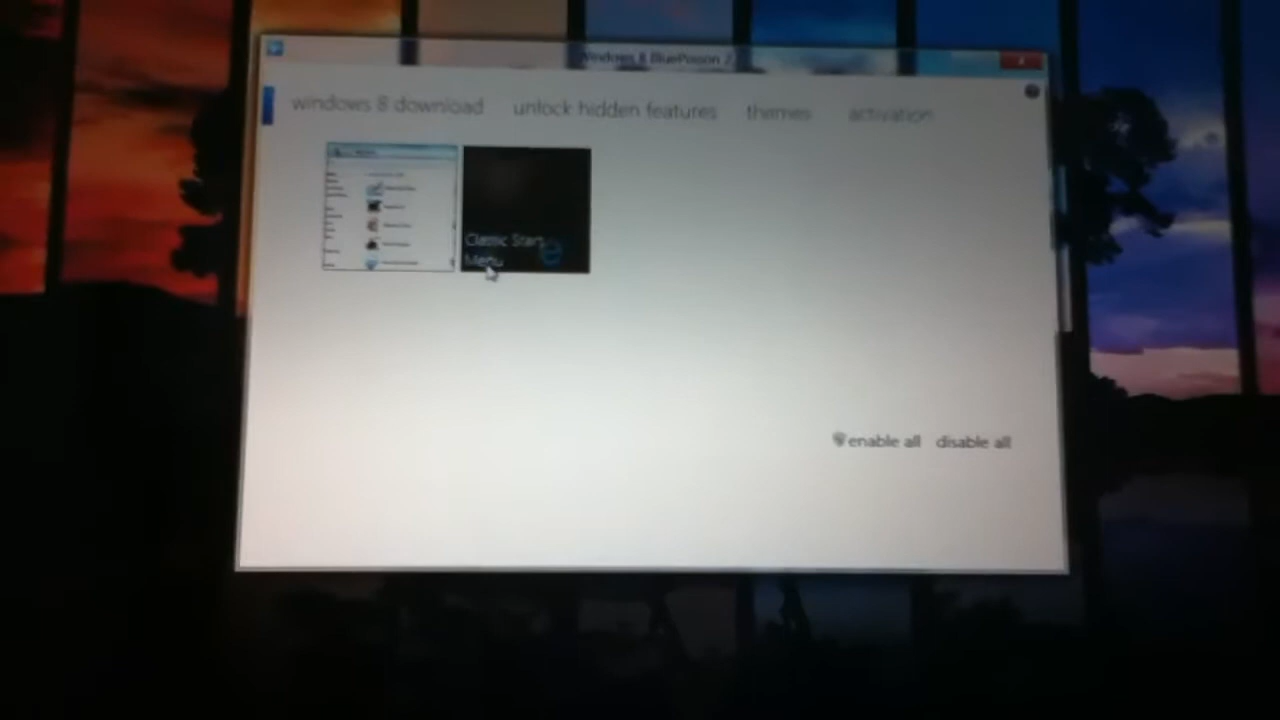 Windows 8 BluePoison 2
windows 8 download unlock hidden features themes activation
Classic Start
Menu
enable all disable all